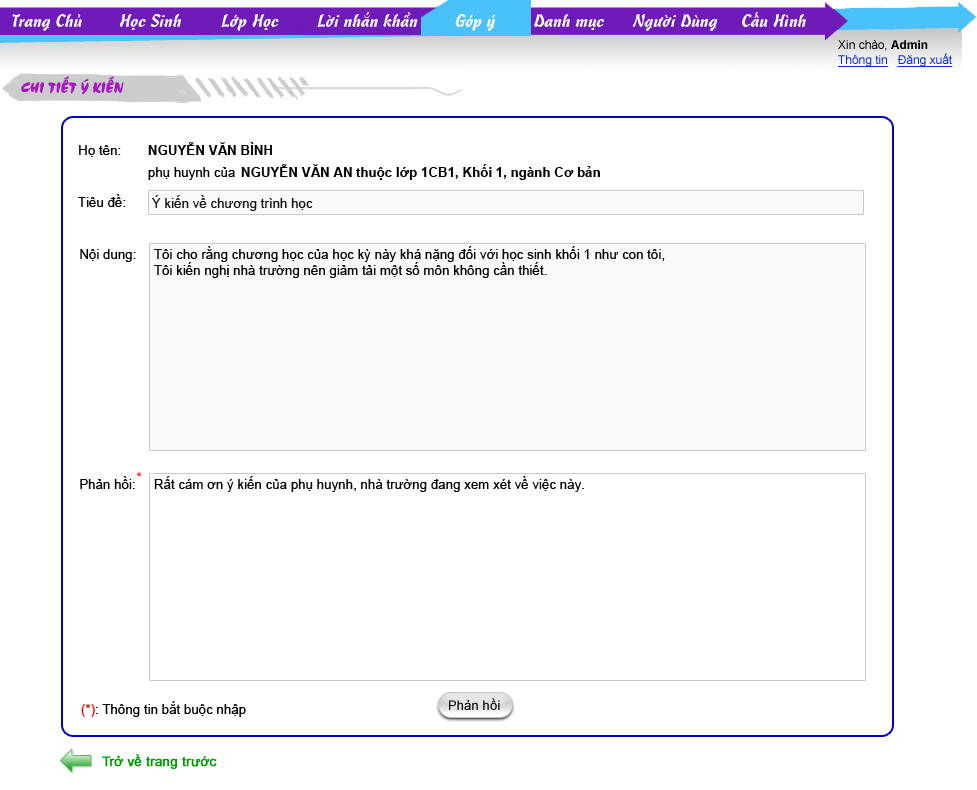 Trang Chủ Học Sinh Lớp Học Lời nhắn khẩn Góp ý Danh mục Người Dùng Cấu Hình
Xin chào, Admin
Thông tin Đăng xuất
CHI TIẾT Ý KIẾN
Họ tên: NGUYỄN VĂN BÌNH
phụ huynh của NGUYỄN VĂN AN thuộc lớp 1CB1, Khối 1, ngành Cơ bản
Tiêu đề: Ý kiến về chương trình học
Nội dung: Tôi cho rằng chương học của học kỳ này khá nặng đối với học sinh khối 1 như con tôi,
Tôi kiến nghị nhà trường nên giảm tải một số môn không cần thiết.
Phản hồi:* Rất cám ơn ý kiến của phụ huynh, nhà trường đang xem xét về việc này.
(*): Thông tin bắt buộc nhập Phản hồi
Trở về trang trước